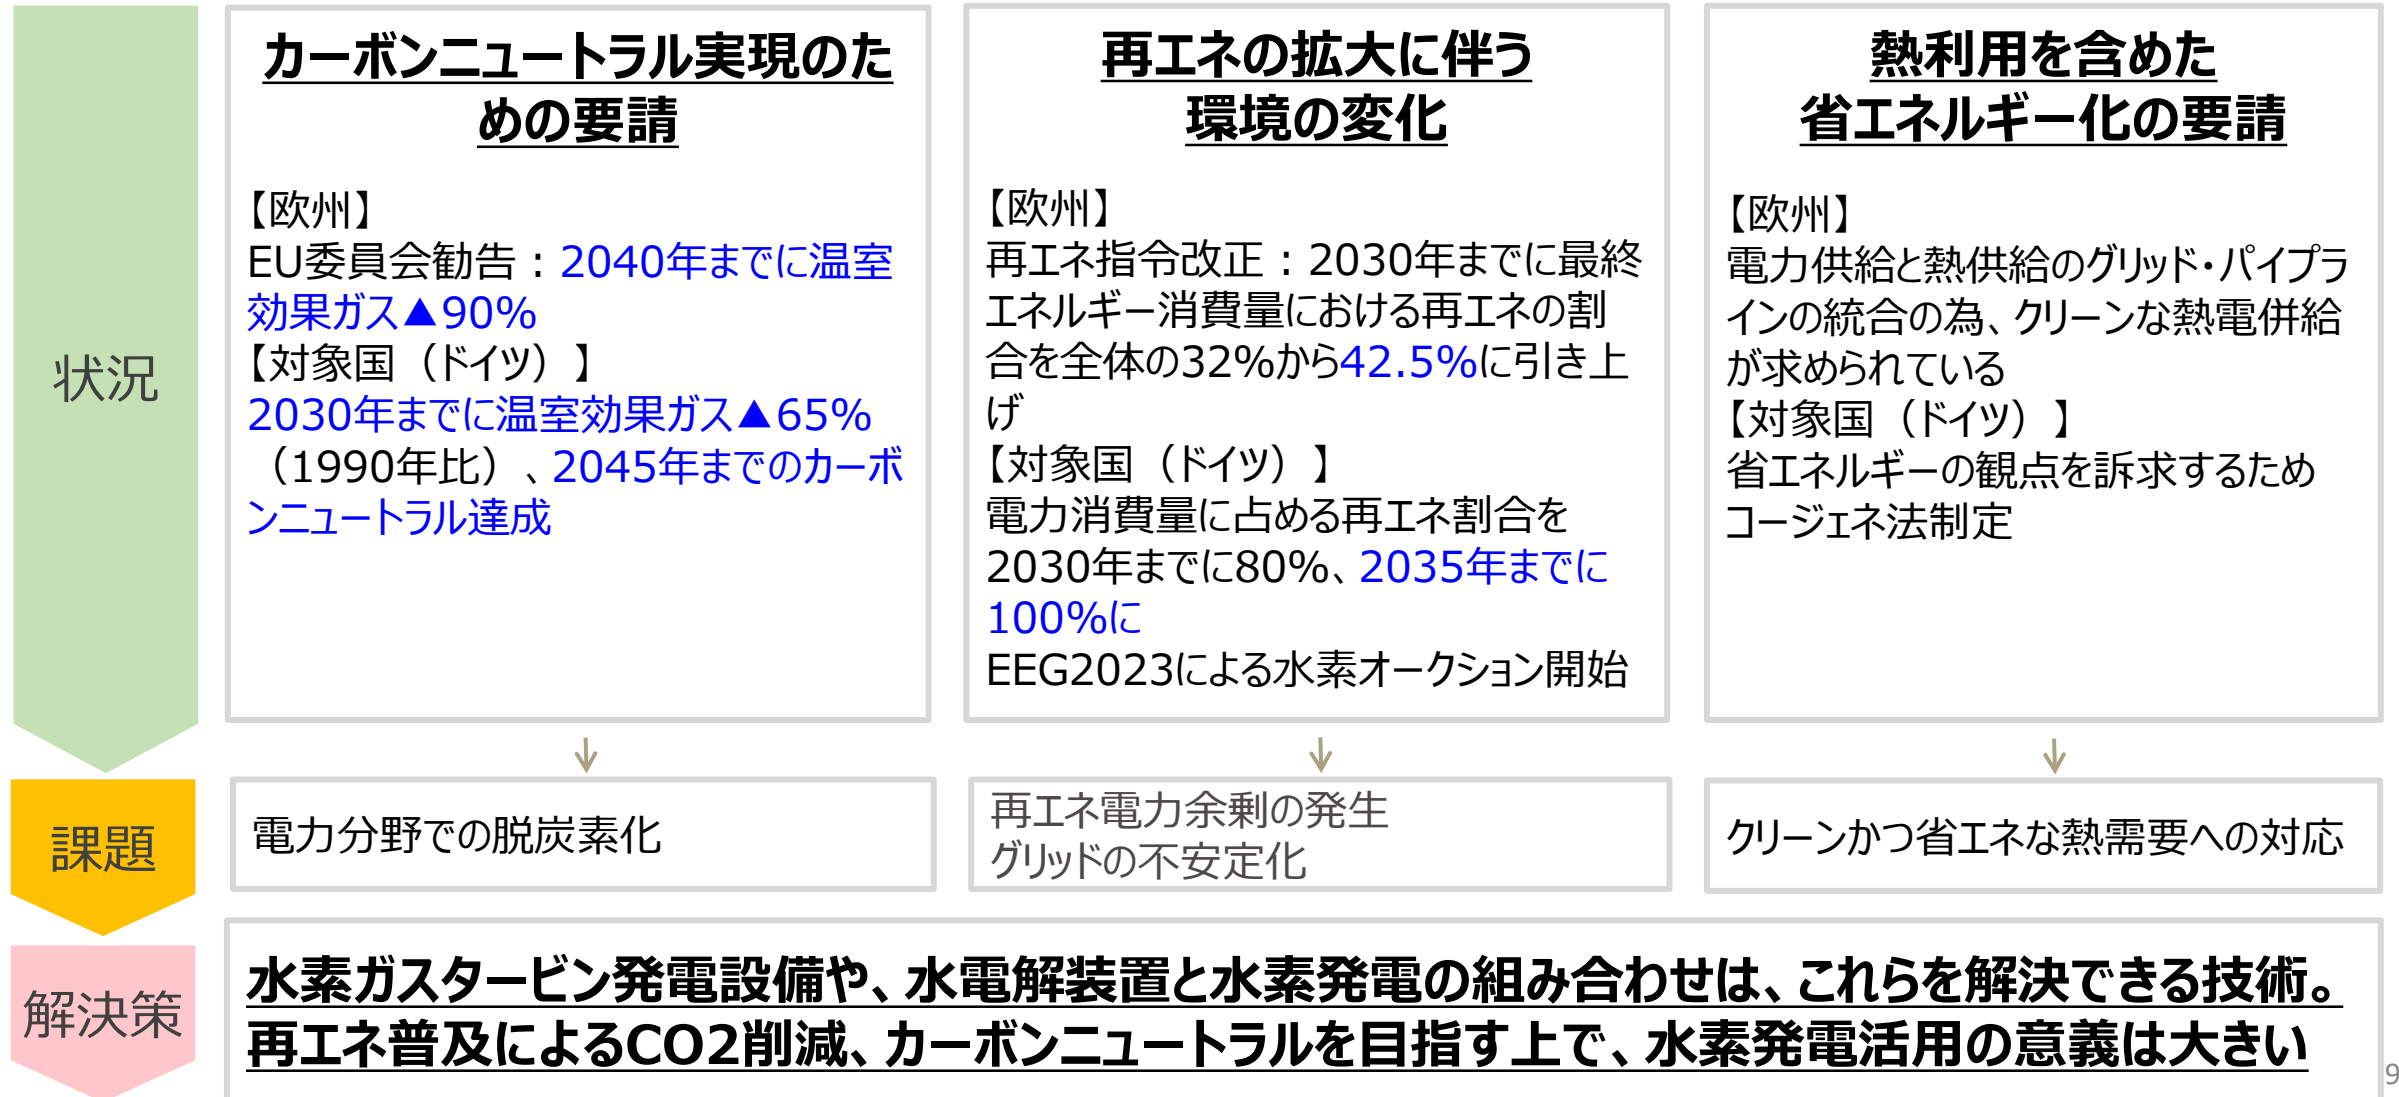 状況
カーボンニュートラル実現のた
めの要請
【欧州】
EU委員会勧告：2040年までに温室
効果ガス▲90%
【対象国（ドイツ）】
2030年までに温室効果ガス▲65%
（1990年比）、2045年までのカーボ
ンニュートラル達成
再エネの拡大に伴う
環境の変化
【欧州】
再エネ指令改正：2030年までに最終
エネルギー消費量における再エネの割
合を全体の32%から42.5%に引き上
げ
【対象国（ドイツ）】
電力消費量に占める再エネ割合を
2030年までに80%、2035年までに
100%に
EEG2023による水素オークション開始
熱利用を含めた
省エネルギー化の要請
【欧州】
電力供給と熱供給のグリッド・パイプラ
インの統合の為、クリーンな熱電併給
が求められている
【対象国（ドイツ）】
省エネルギーの観点を訴求するため
コージェネ法制定
課題
電力分野での脱炭素化
再エネ電力余剰の発生
グリッドの不安定化
クリーンかつ省エネな熱需要への対応
解決策
水素ガスタービン発電設備や、水電解装置と水素発電の組み合わせは、これらを解決できる技術。
再エネ普及によるCO2削減、カーボンニュートラルを目指す上で、水素発電活用の意義は大きい
9